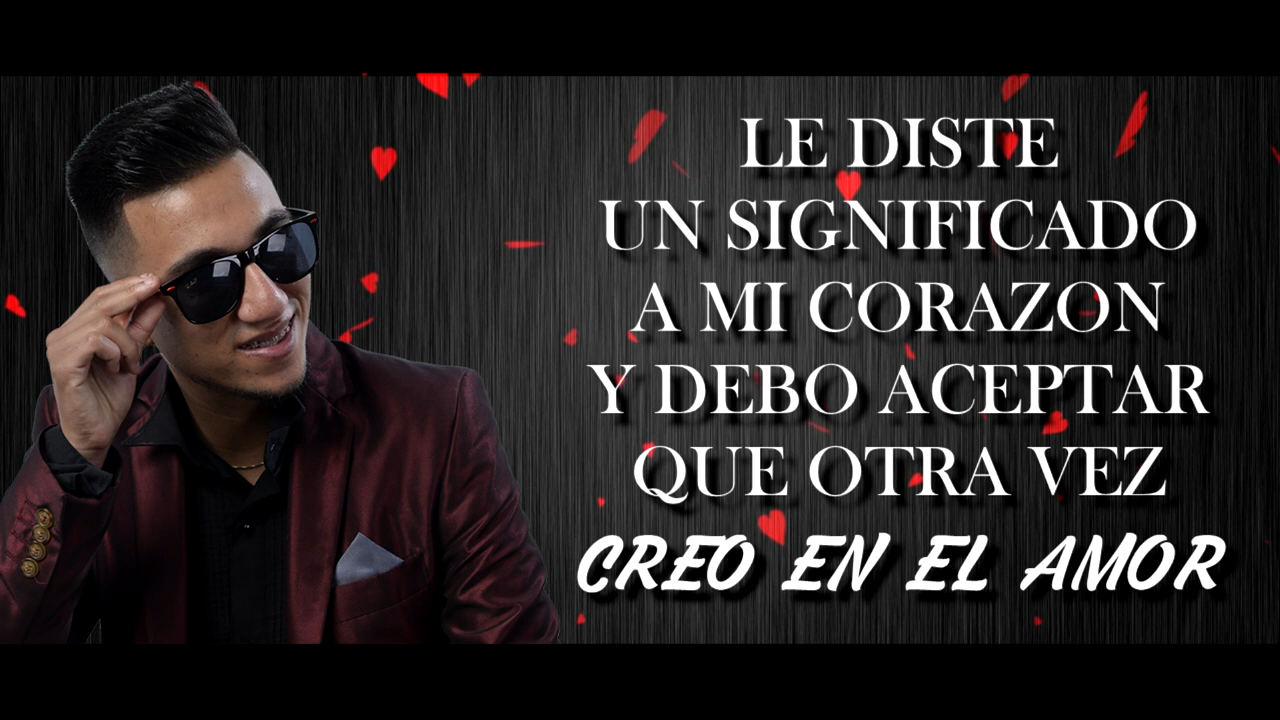 LE DISTE
UN SIGNIFICADO
A MI CORAZON
Y DEBO ACEPTAR
QUE OTRA VEZ
CREO EN EL AMOR